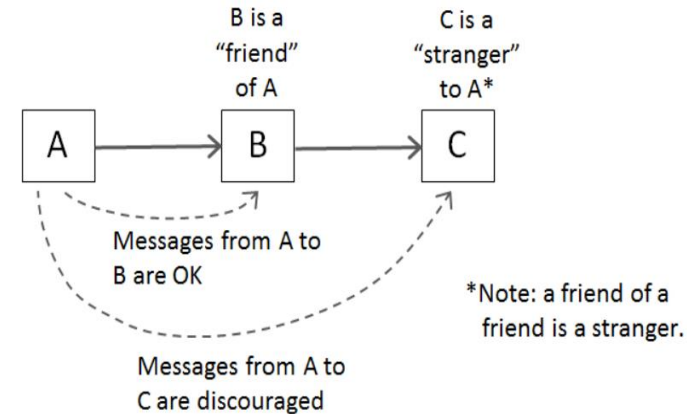 B is a
“friend”
of A
C is a
“stranger”
to A*
A
B
C
Messages from A to
B are OK
*Note: a friend of a
friend is a stranger.
Messages from A to
C are discouraged